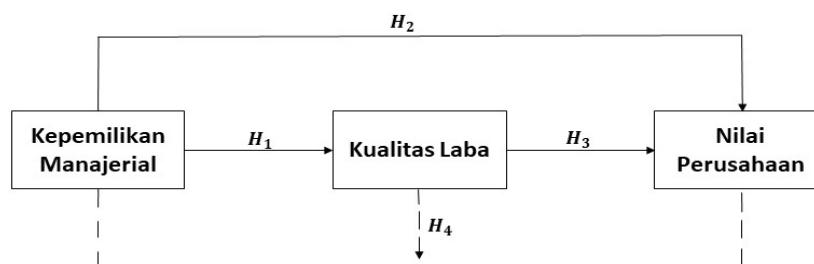 H₂
Kepemilikan
Manajerial
H₁
Kualitas Laba
H₃
Nilai
Perusahaan
H₄